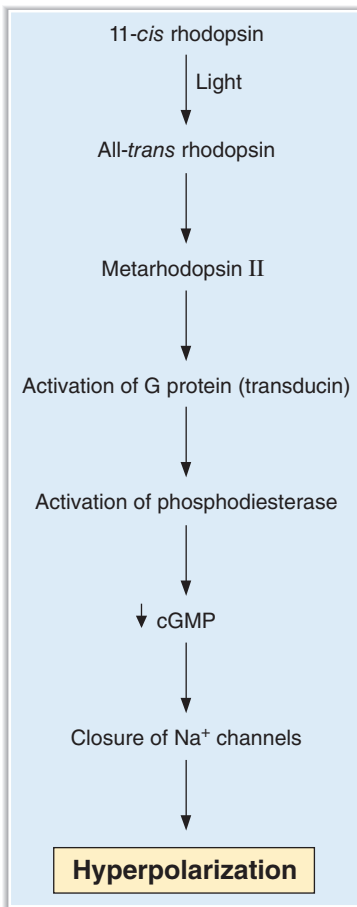 11-cis rhodopsin
Light
All-trans rhodopsin
Metarhodopsin II
Activation of G protein (transducin)
Activation of phosphodiesterase
↓ cGMP
Closure of Na⁺ channels
Hyperpolarization